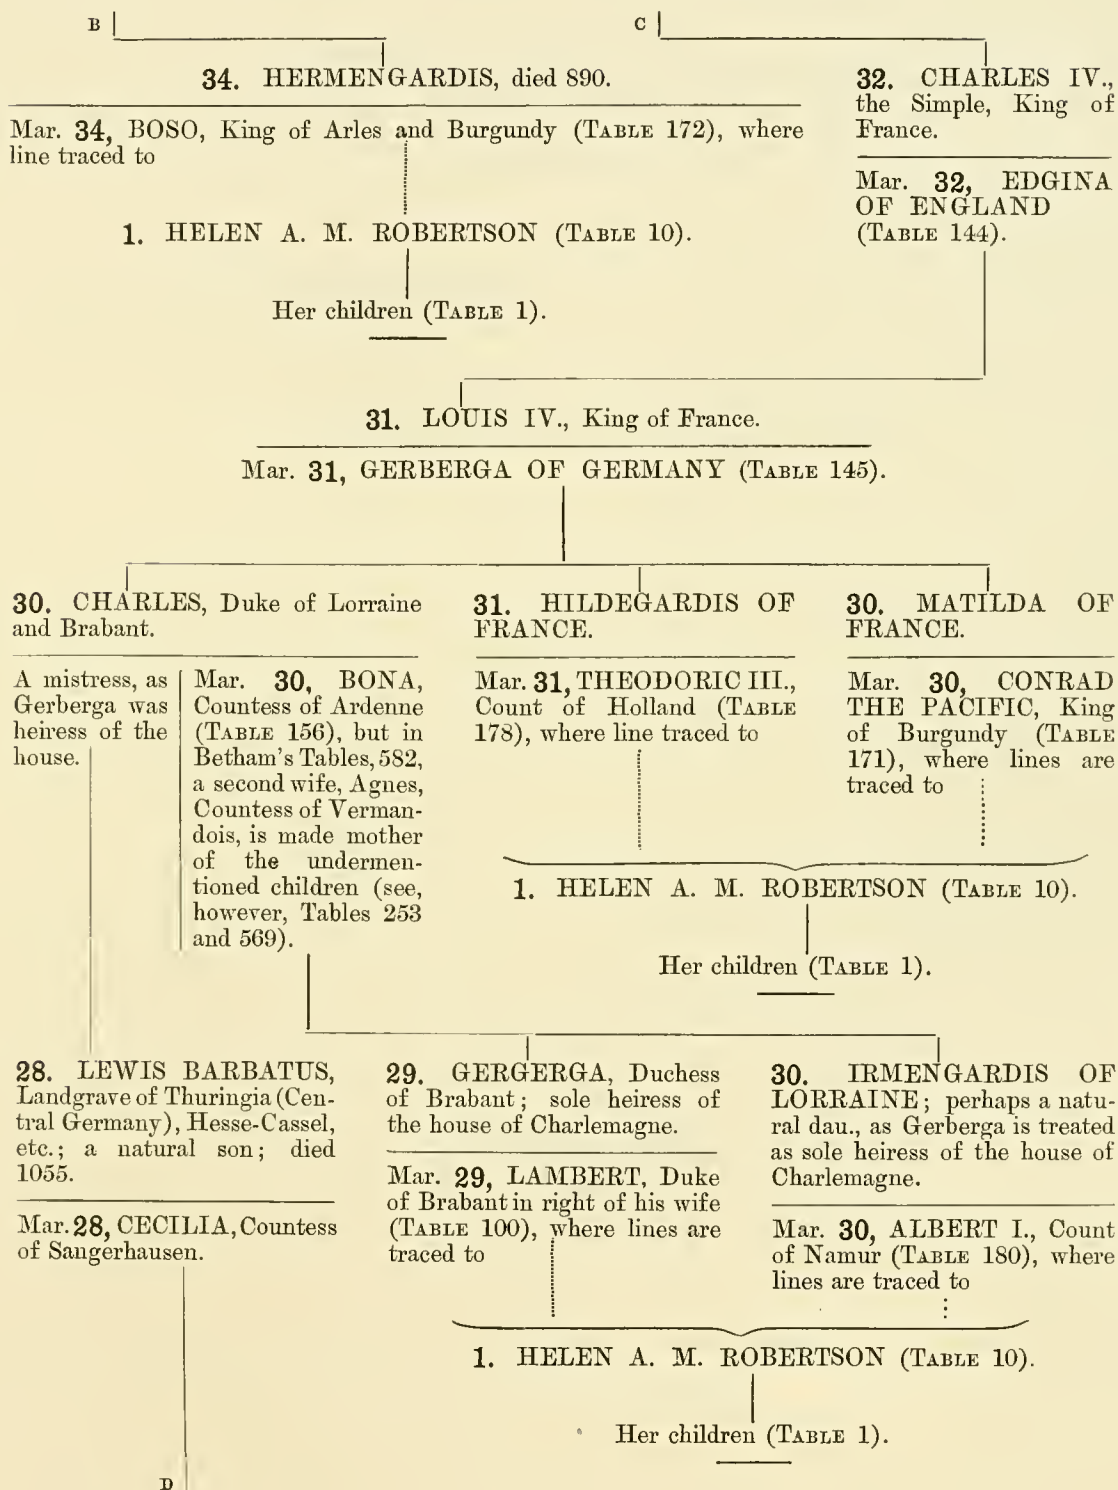 B
C
34. HERMENGARDIS, died 890.
Mar. 34, BOSO, King of Arles and Burgundy (TABLE 172), where
line traced to
1. HELEN A. M. ROBERTSON (TABLE 10).
Her children (TABLE 1).
32. CHARLES IV.,
the Simple, King of
France.
Mar. 32, EDGINA
OF ENGLAND
(TABLE 144).
31. LOUIS IV., King of France.
Mar. 31, GERBERGA OF GERMANY (TABLE 145).
30. CHARLES, Duke of Lorraine
and Brabant.
A mistress, as
Gerberga was
heiress of the
house.
Mar. 30, BONA,
Countess of Ardenne
(TABLE 156), but in
Betham's Tables, 582,
a second wife, Agnes,
Countess of Verman-
dois, is made mother
of the undermen-
tioned children (see,
however, Tables 253
and 569).
31. HILDEGARDIS OF
FRANCE.
Mar. 31, THEODORIC III.,
Count of Holland (TABLE
178), where line traced to
30. MATILDA OF
FRANCE.
Mar. 30, CONRAD
THE PACIFIC, King
of Burgundy (TABLE
171), where lines are
traced to
1. HELEN A. M. ROBERTSON (TABLE 10).
Her children (TABLE 1).
28. LEWIS BARBATUS,
Landgrave of Thuringia (Cen-
tral Germany), Hesse-Cassel,
etc.; a natural son; died
1055.
Mar. 28, CECILIA, Countess
of Sangerhausen.
29. GERGERGA, Duchess
of Brabant; sole heiress of
the house of Charlemagne.
Mar. 29, LAMBERT, Duke
of Brabant in right of his wife
(TABLE 100), where lines are
traced to
30. IRMENGARDIS OF
LORRAINE; perhaps a natu-
ral dau., as Gerberga is treated
as sole heiress of the house of
Charlemagne.
Mar. 30, ALBERT I., Count
of Namur (TABLE 180), where
lines are traced to
1. HELEN A. M. ROBERTSON (TABLE 10).
Her children (TABLE 1).
D